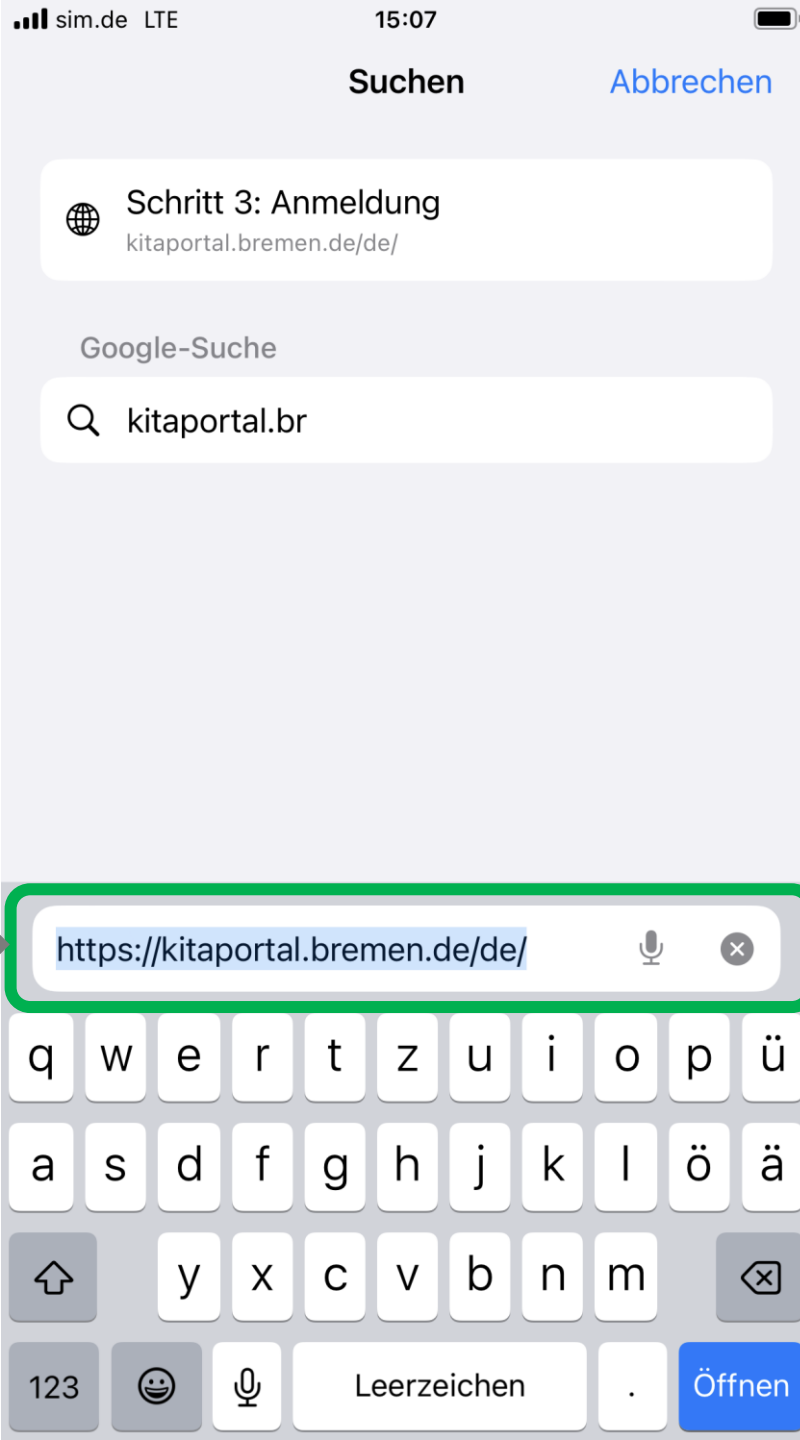 sim.de LTE 15:07
Suchen Abbrechen
Schritt 3: Anmeldung
kitaportal.bremen.de/de/
Google-Suche
kitaportal.br
https://kitaportal.bremen.de/de/
q w e r t z u i o p ü
a s d f g h j k l ö ä
y x c v b n m
123 Leerzeichen . Öffnen